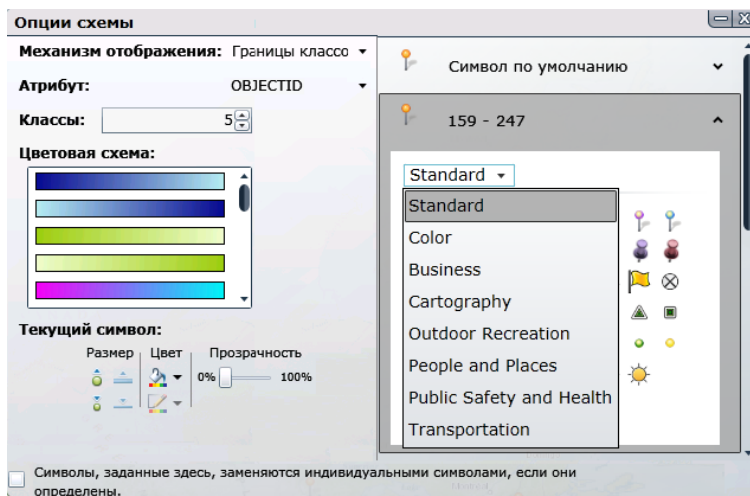 Опции схемы
Механизм отображения: Границы классо
Атрибут: OBJECTID
Классы: 5
Цветовая схема:
Текущий символ:
Размер Цвет Прозрачность
0% 100%
Символ по умолчанию
159 - 247
Standard
Standard
Color
Business
Cartography
Outdoor Recreation
People and Places
Public Safety and Health
Transportation
Символы, заданные здесь, заменяются индивидуальными символами, если они
определены.